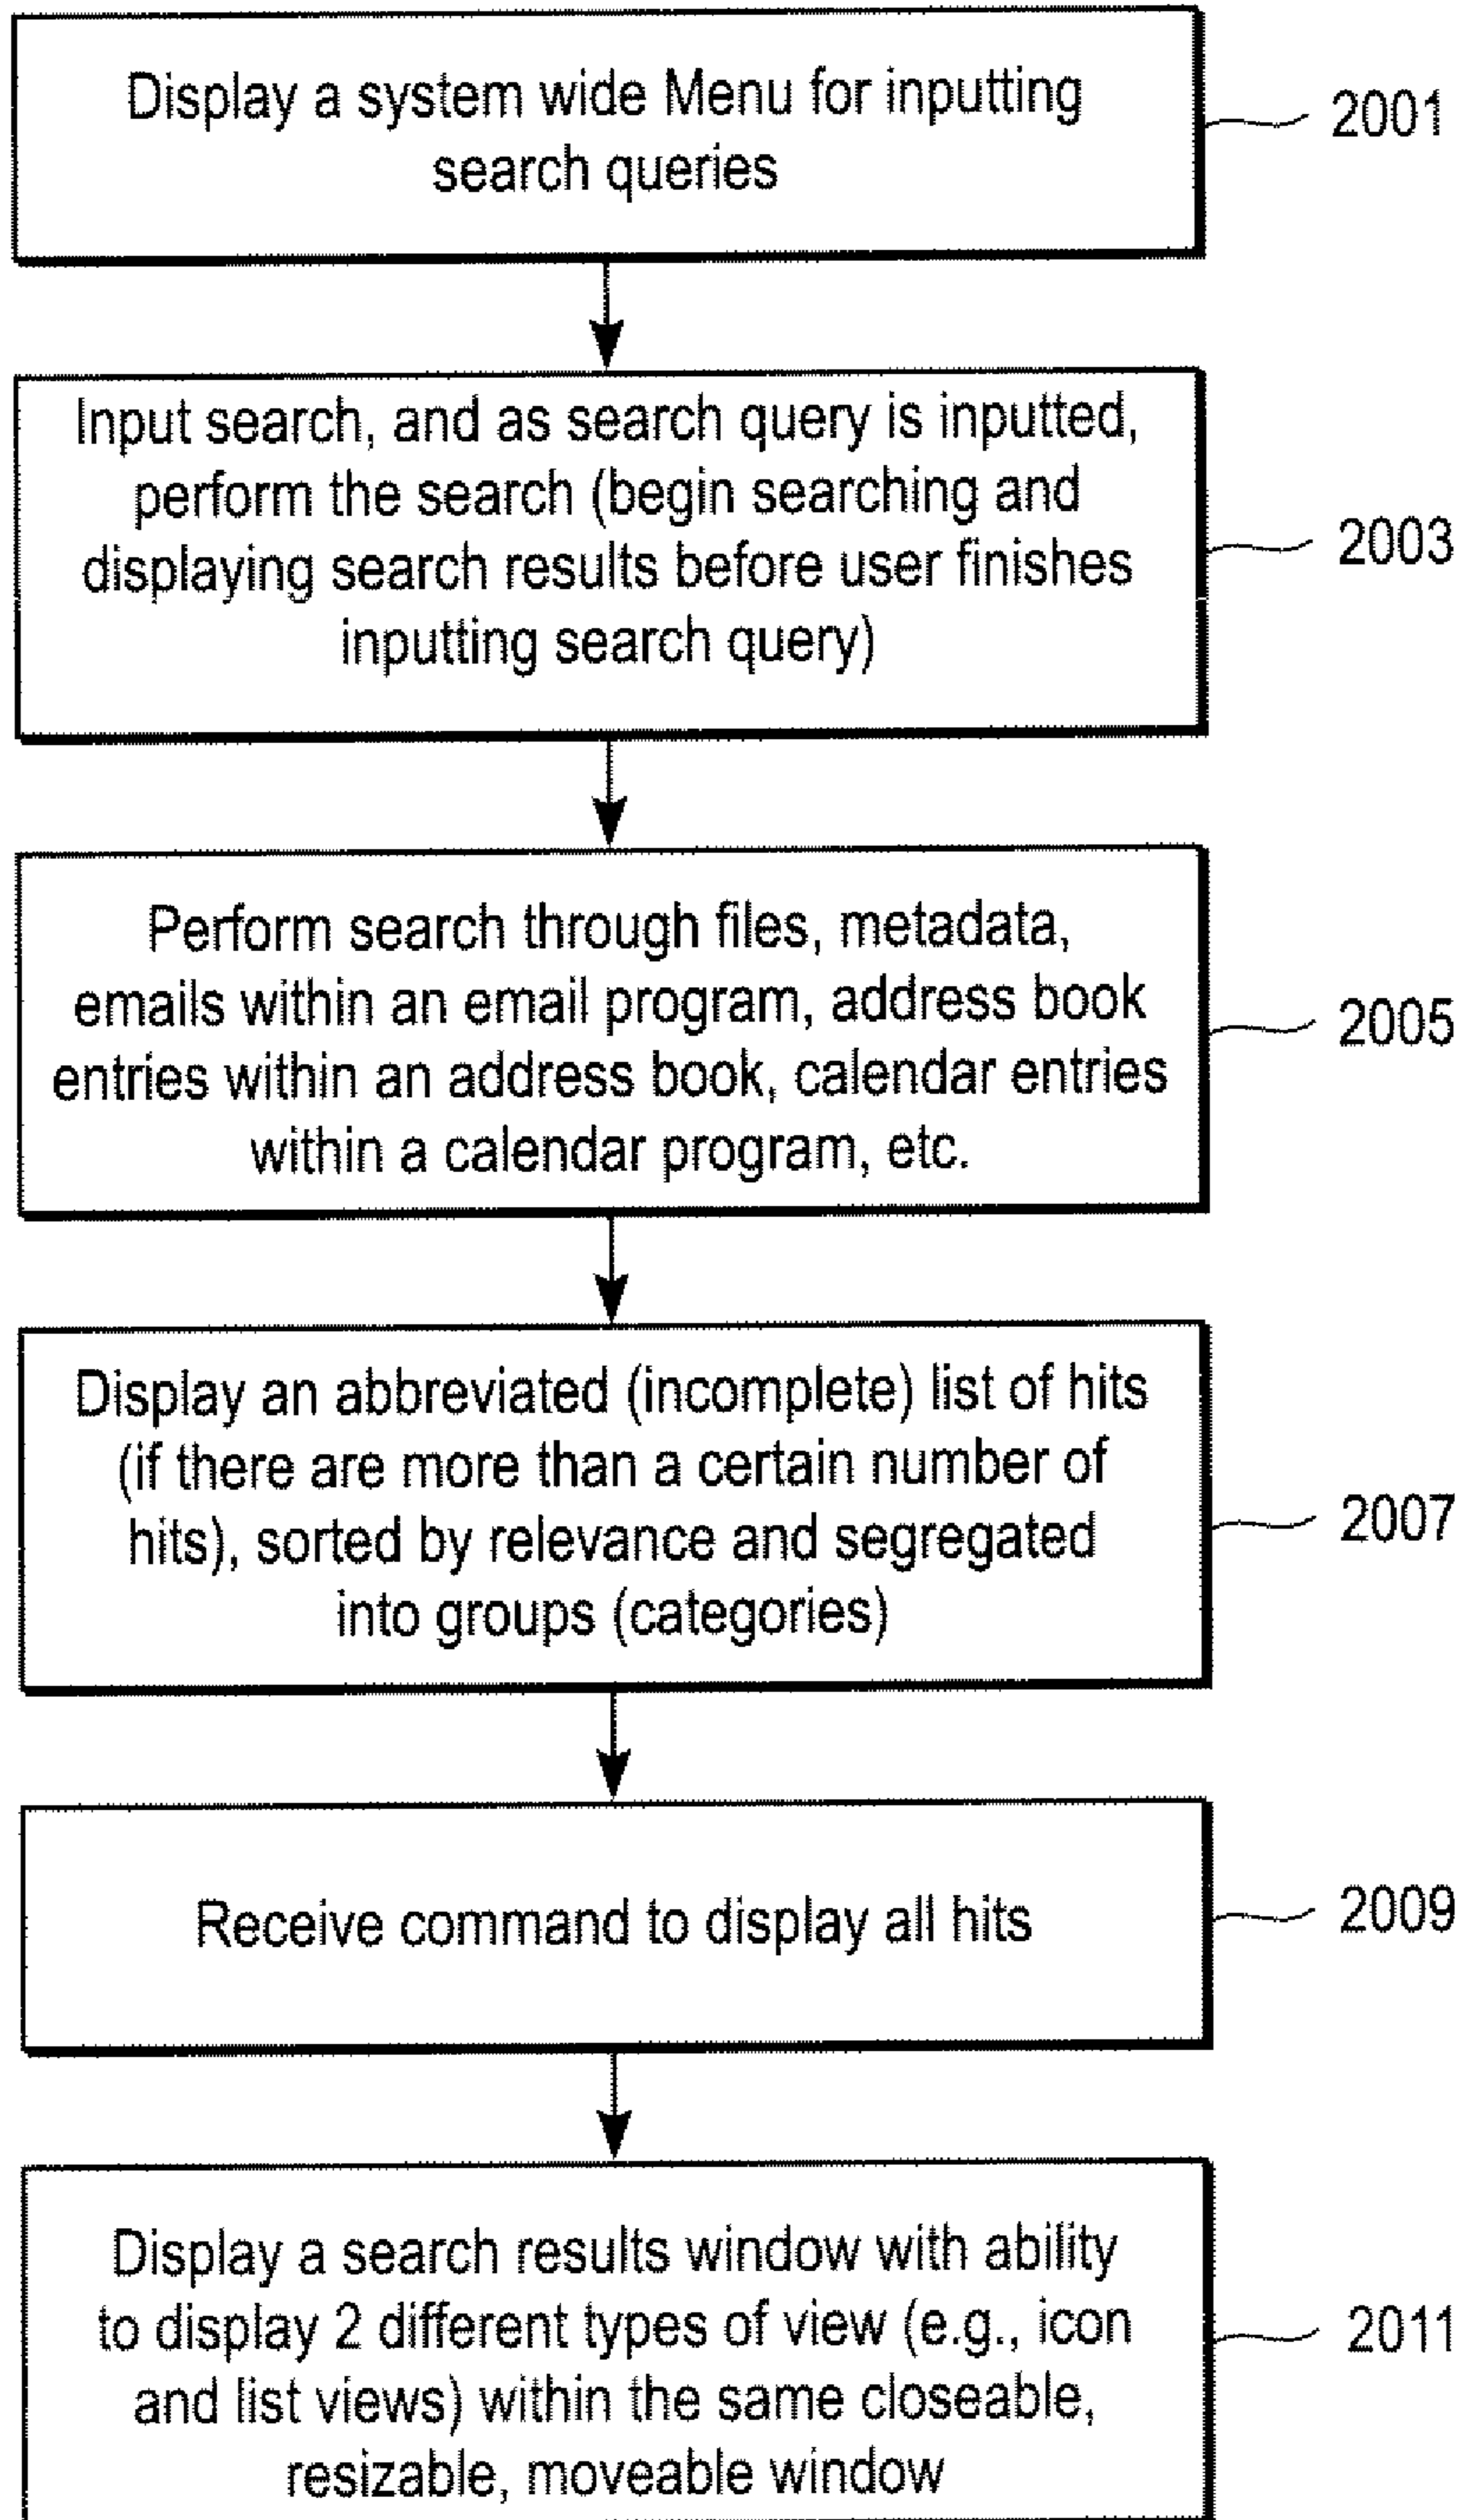 Display a system wide Menu for inputting
search queries
2001
Input search, and as search query is inputted,
perform the search (begin searching and
displaying search results before user finishes
inputting search query)
2003
Perform search through files, metadata,
emails within an email program, address book
entries within an address book, calendar entries
within a calendar program, etc.
2005
Display an abbreviated (incomplete) list of hits
(if there are more than a certain number of
hits), sorted by relevance and segregated
into groups (categories)
2007
Receive command to display all hits
2009
Display a search results window with ability
to display 2 different types of view (e.g., icon
and list views) within the same closeable,
resizable, moveable window
2011